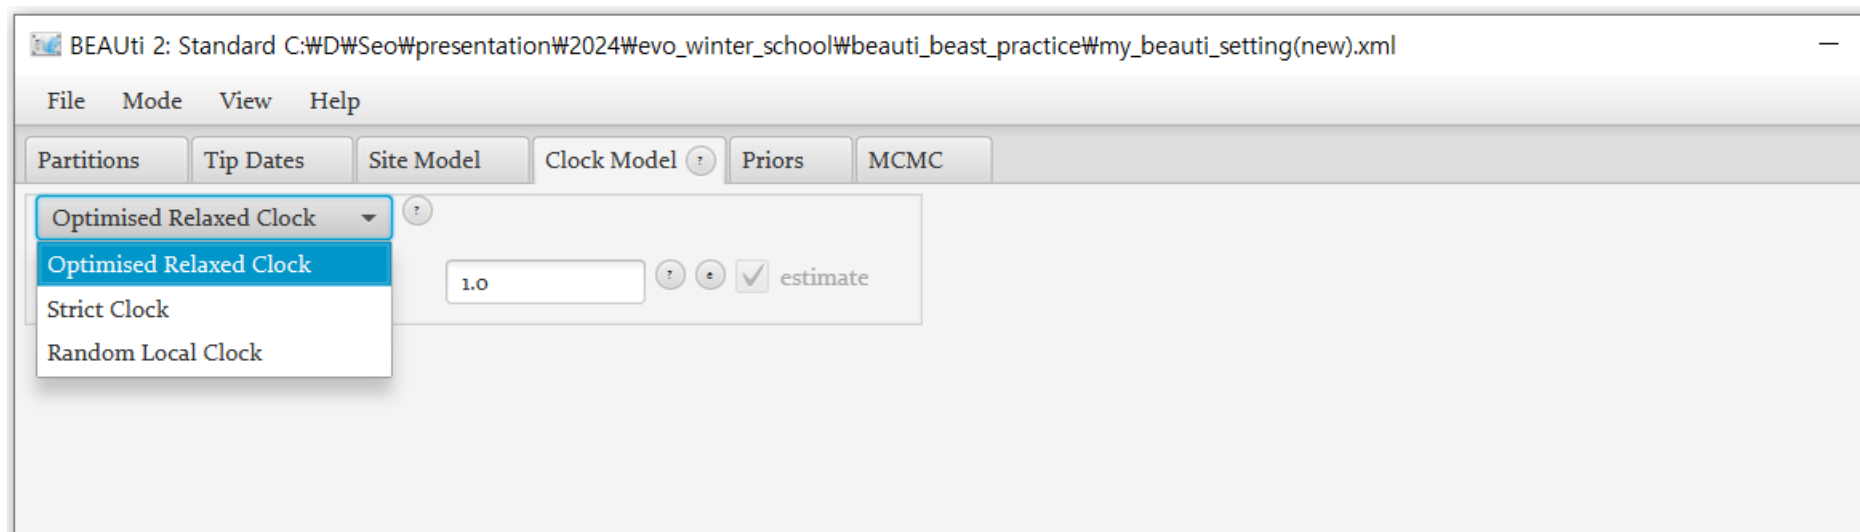 BEAUti 2: Standard C:₩D₩Seo₩presentation₩2024₩evo_winter_school₩beauti_beast_practice₩my_beauti_setting(new).xml
File Mode View Help
Partitions Tip Dates Site Model Clock Model ? Priors MCMC
Optimised Relaxed Clock ?
Optimised Relaxed Clock
1.0 ? e estimate
Strict Clock
Random Local Clock